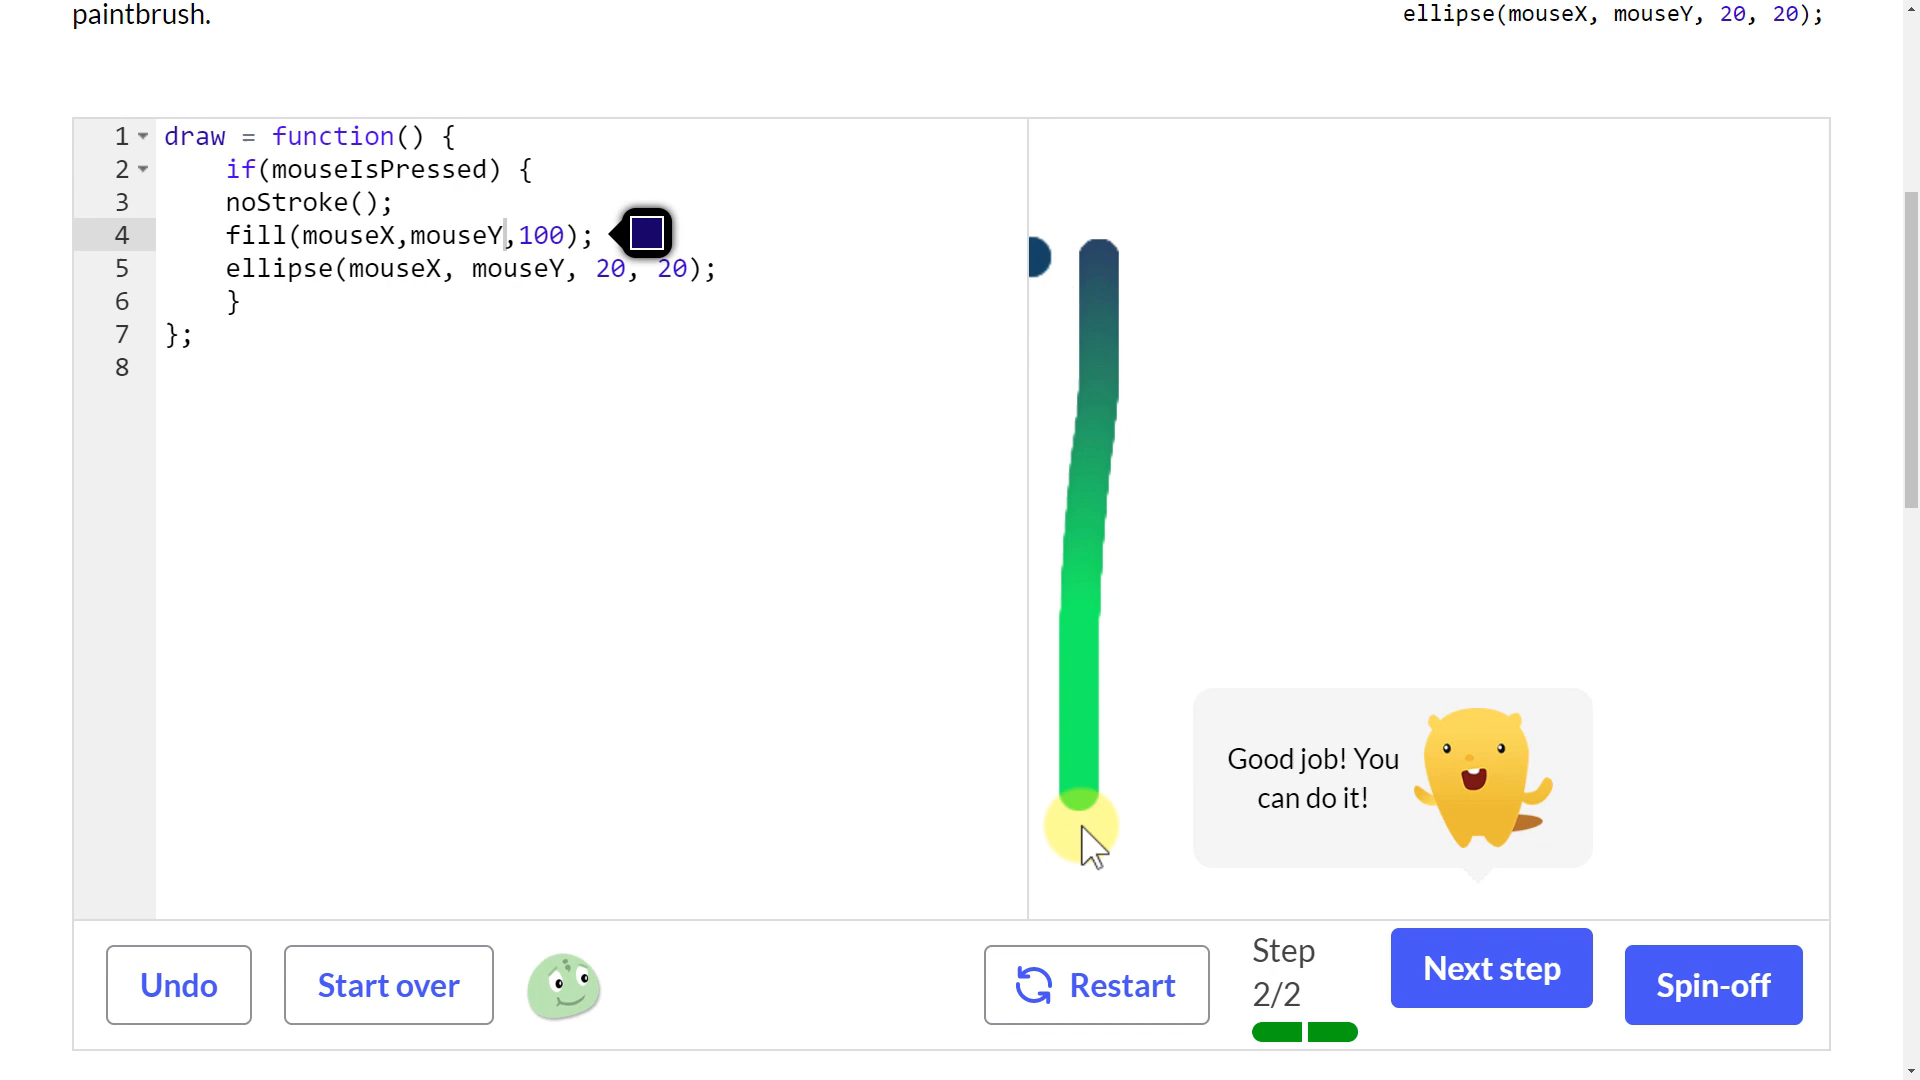 paintbrush.
ellipse(mouseX, mouseY, 20, 20);
1 draw = function() {
2     if(mouseIsPressed) {
3     noStroke();
4     fill(mouseX,mouseY,100);
5     ellipse(mouseX, mouseY, 20, 20);
6     }
7 };
8
Good job! You
can do it!
Undo
Start over
Restart
Step
2/2
Next step
Spin-off